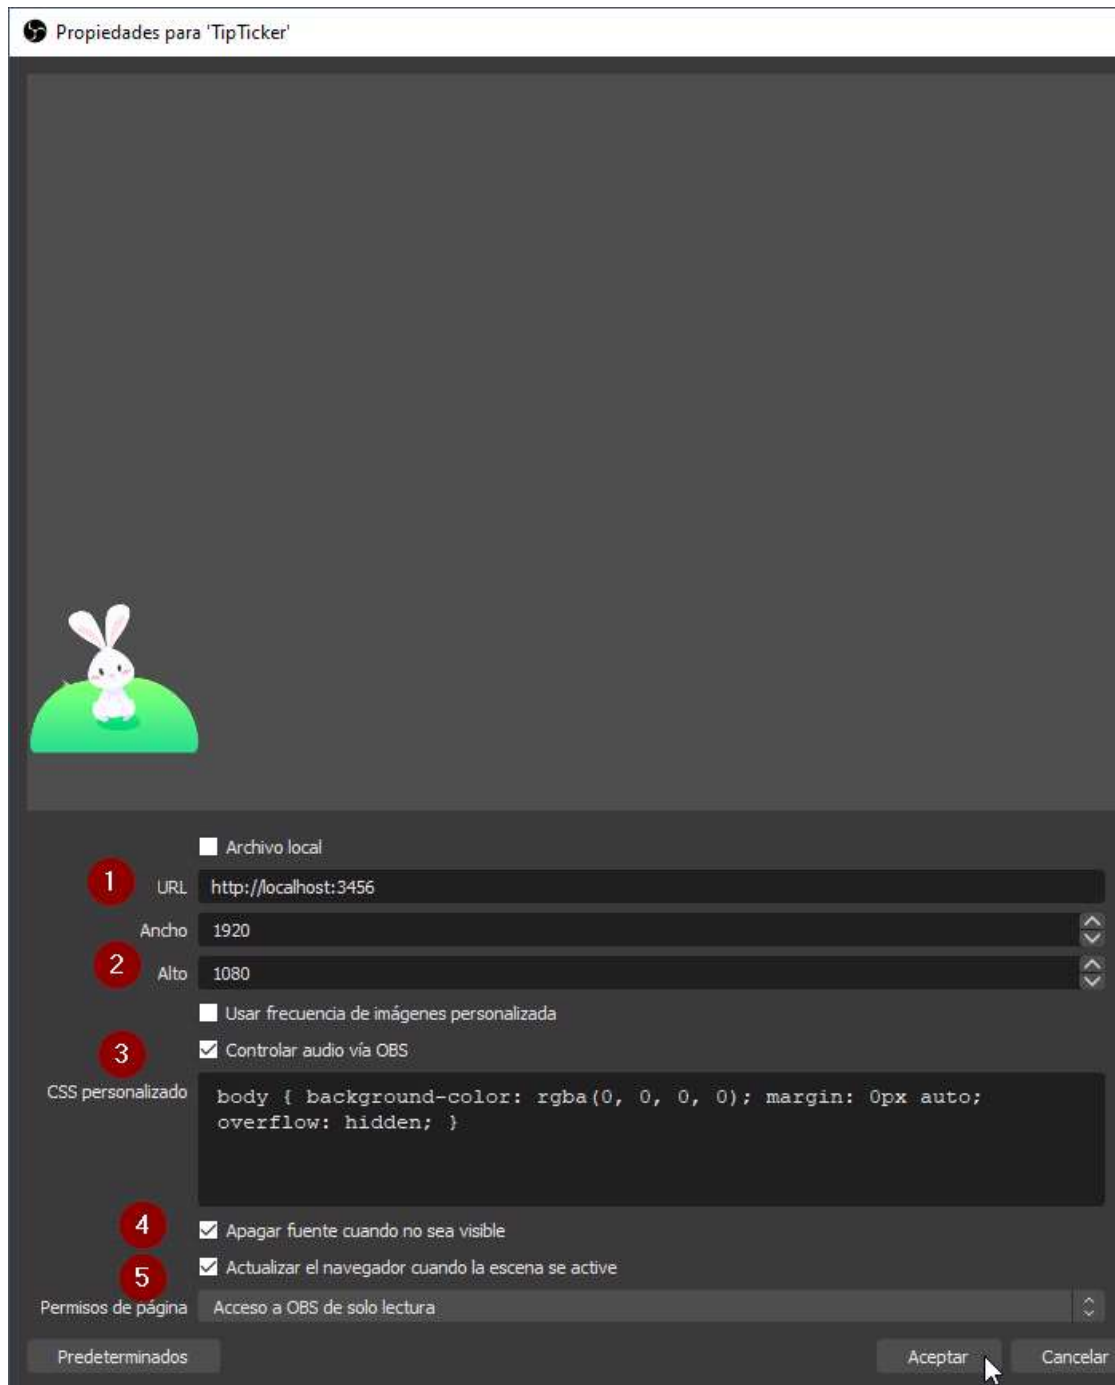 Propiedades para 'TipTicker'
Archivo local
1
URL
http://localhost:3456
Ancho
1920
2
Alto
1080
Usar frecuencia de imágenes personalizada
3
Controlar audio vía OBS
CSS personalizado
body { background-color: rgba(0, 0, 0, 0); margin: 0px auto;
overflow: hidden; }
4
Apagar fuente cuando no sea visible
5
Actualizar el navegador cuando la escena se active
Permisos de página
Acceso a OBS de solo lectura
Predeterminados
Aceptar
Cancelar